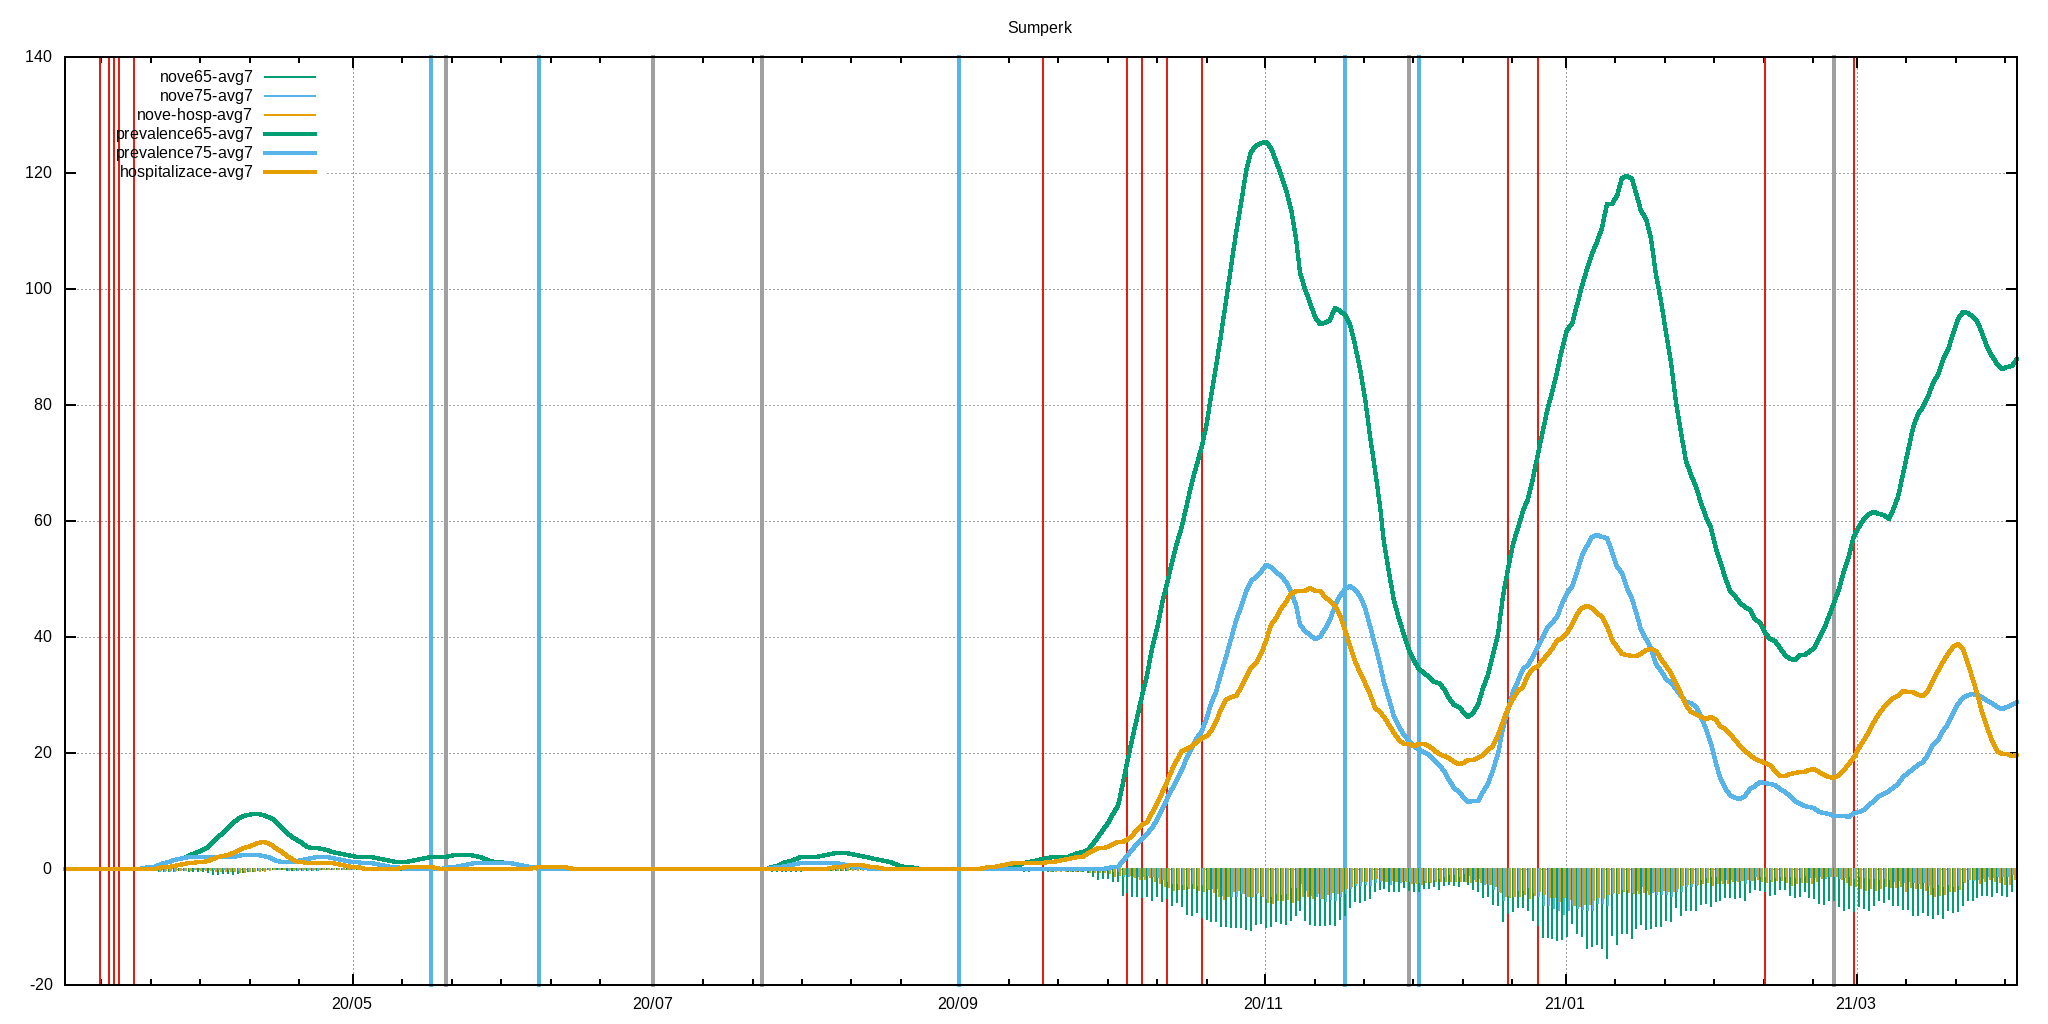 Sumperk
140
120
100
80
60
40
20
0
-20
nove65-avg7
nove75-avg7
nove-hosp-avg7
prevalence65-avg7
prevalence75-avg7
hospitalizace-avg7
20/05
20/07
20/09
20/11
21/01
21/03